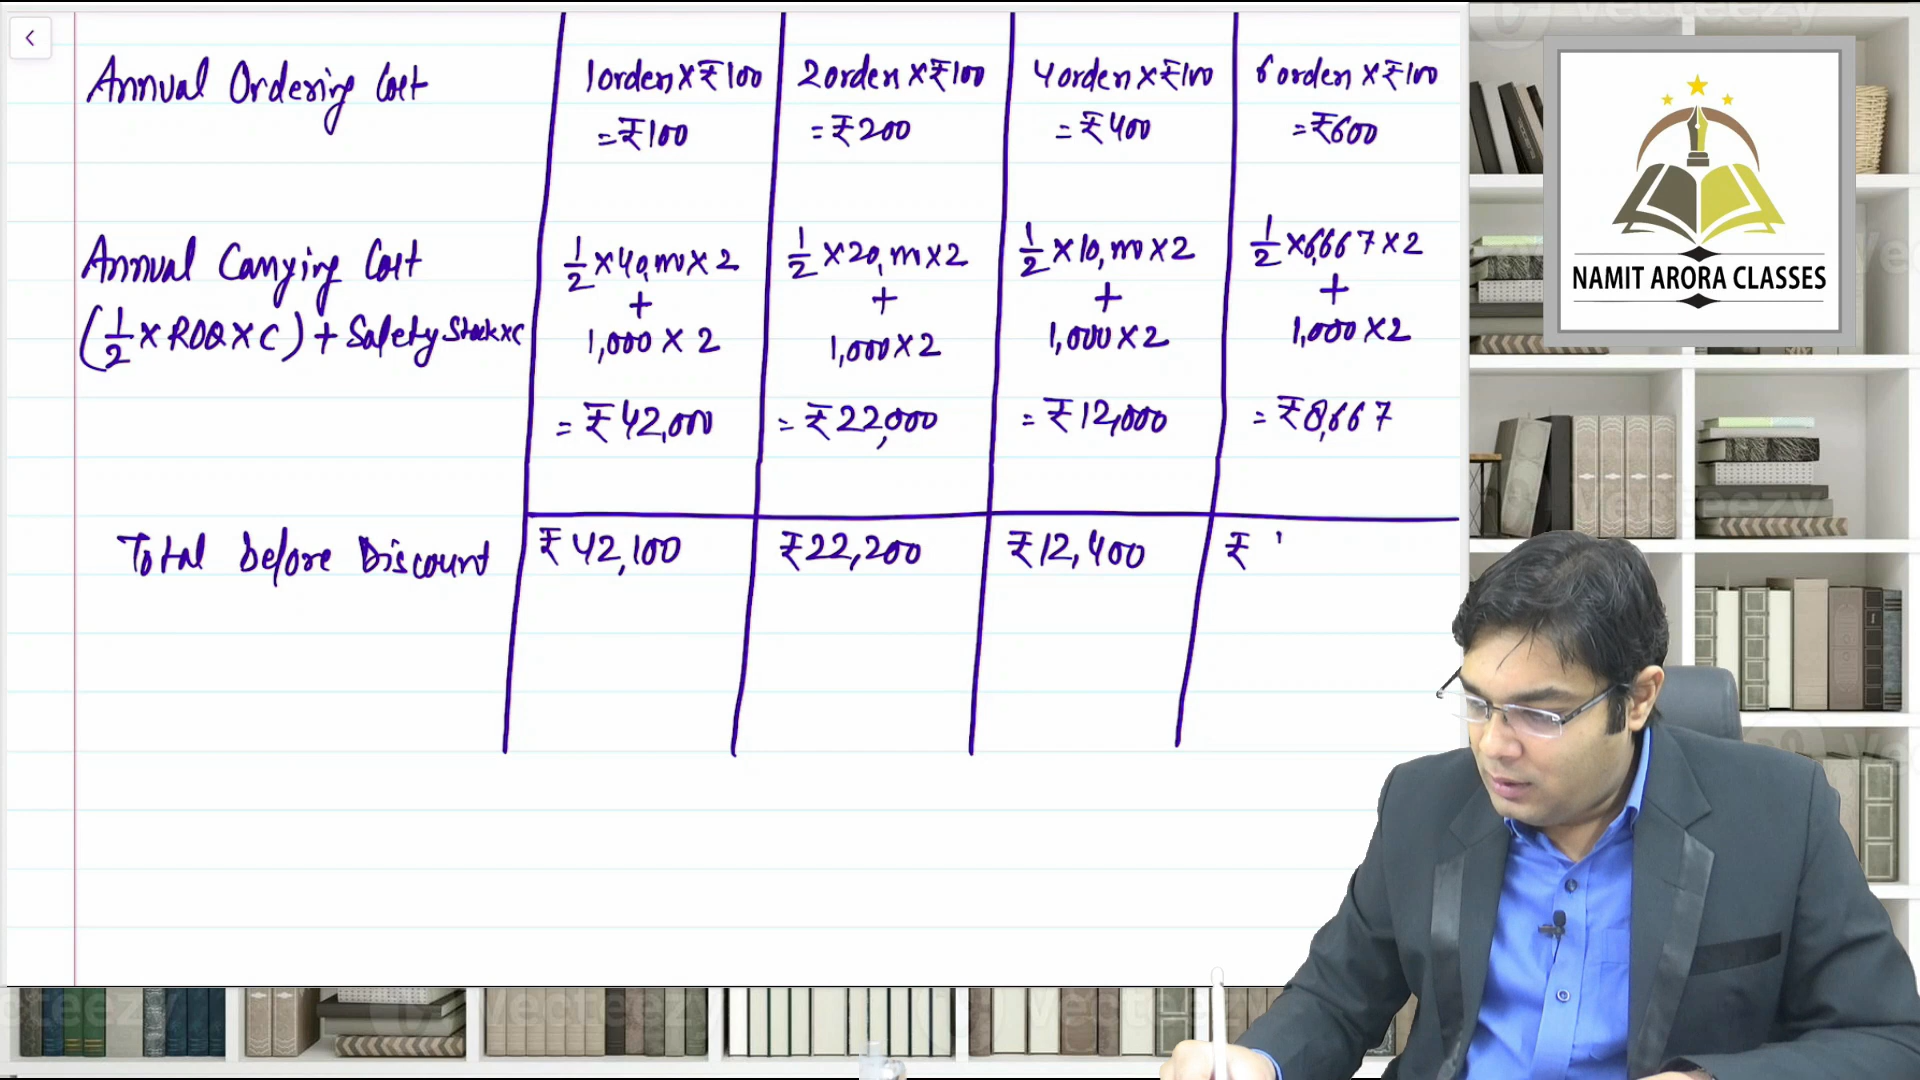 Annual Ordering Cost
1 order × ₹100
= ₹100
2 order × ₹100
= ₹200
4 order × ₹100
= ₹400
6 order × ₹100
= ₹600
Annual Carrying Cost
(1/2 × ROQ × C) + Safety Stock × C
1/2 × 40,000 × 2
+
1,000 × 2
= ₹42,000
1/2 × 20,000 × 2
+
1,000 × 2
= ₹22,000
1/2 × 10,000 × 2
+
1,000 × 2
= ₹12,000
1/2 × 6,667 × 2
+
1,000 × 2
= ₹8,667
Total before Discount
₹42,100
₹22,200
₹12,400
₹
NAMIT ARORA CLASSES